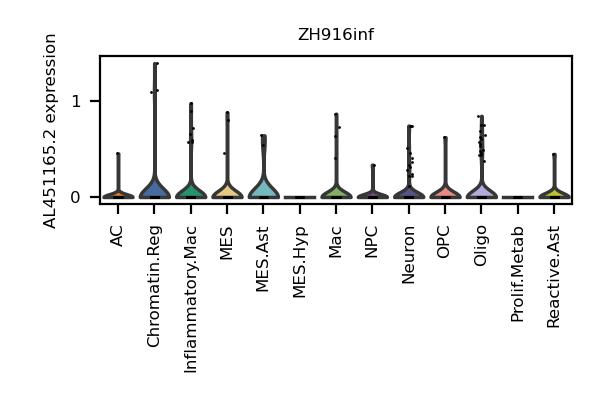 ZH916inf
AL451165.2 expression
1
0
AC
Chromatin.Reg
Inflammatory.Mac
MES
MES.Ast
MES.Hyp
Mac
NPC
Neuron
OPC
Oligo
Prolif.Metab
Reactive.Ast